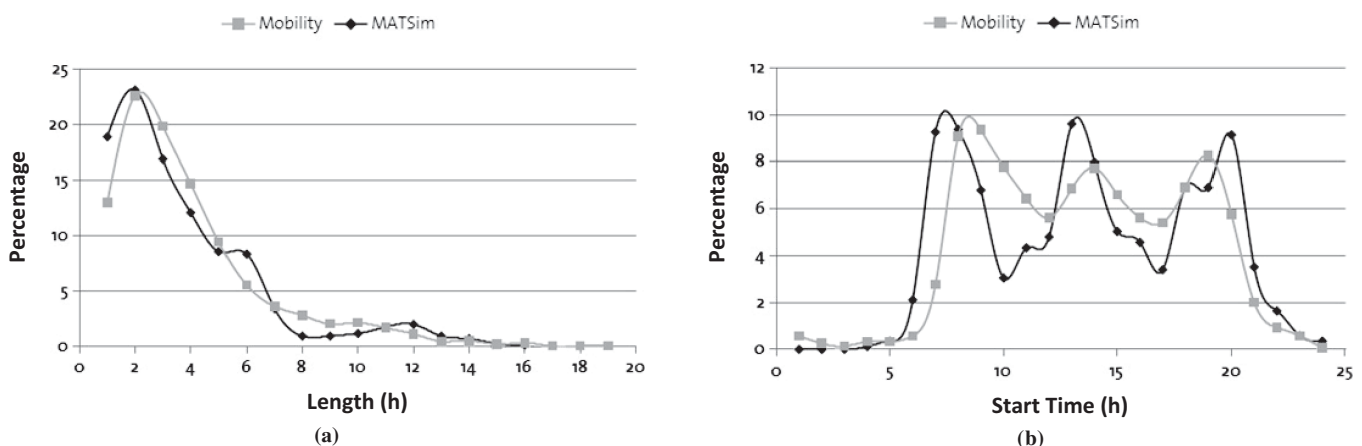 Mobility MATSim
25
20
15
10
5
0
Percentage
0 2 4 6 8 10 12 14 16 18 20
Length (h)
(a)
Mobility MATSim
12
10
8
6
4
2
0
Percentage
0 5 10 15 20 25
Start Time (h)
(b)